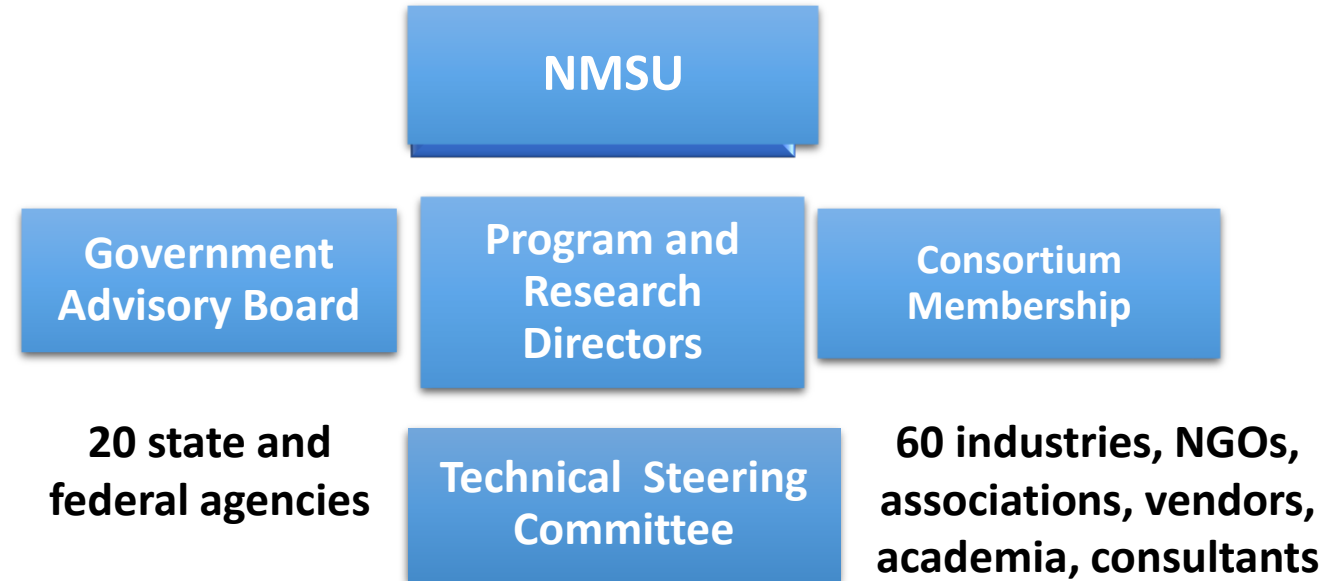 NMSU
Government
Advisory Board
Program and
Research
Directors
Consortium
Membership
20 state and
federal agencies
Technical Steering
Committee
60 industries, NGOs,
associations, vendors,
academia, consultants